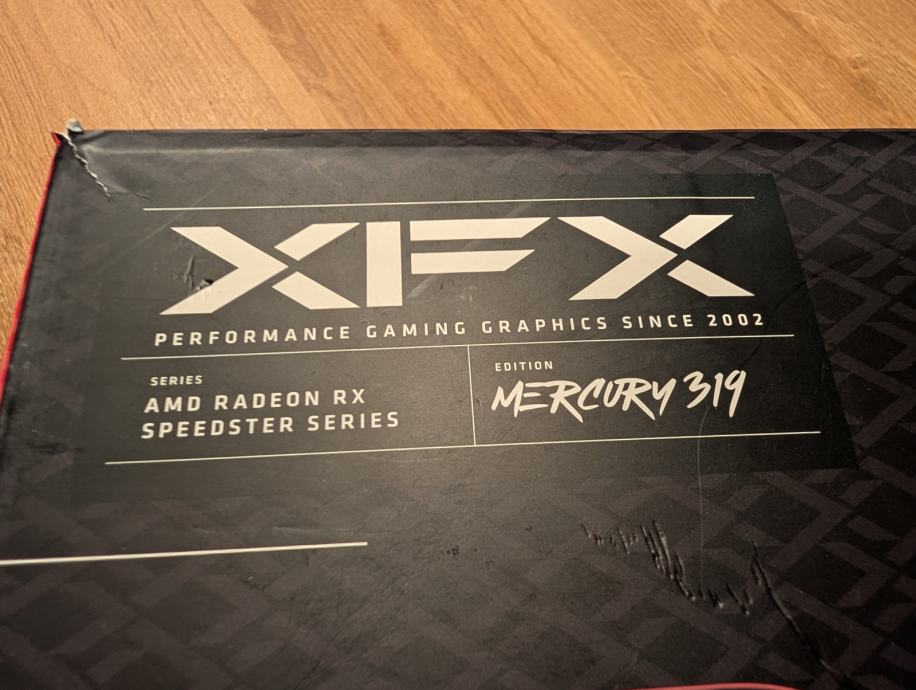 XFX
PERFORMANCE GAMING GRAPHICS SINCE 2002
SERIES
AMD RADEON RX
SPEEDSTER SERIES
EDITION
MERCURY 319